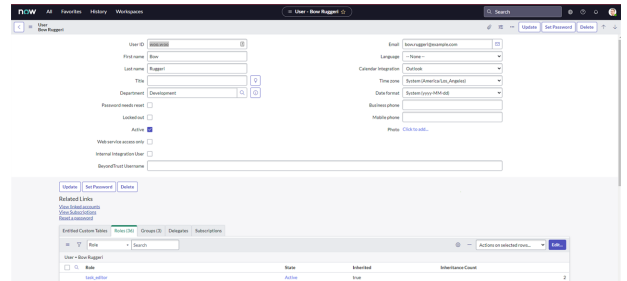 now All Favorites History Workspaces User - Bow Ruggeri ☆ Search
User
Bow Ruggeri
Update Set Password Delete
User ID
First name Bow
Last name Ruggeri
Title
Department Development
Password needs reset
Locked out
Active
Web service access only
Internal Integration User
BeyondTrust Username
Email bow.ruggeri@example.com
Language -- None --
Calendar integration Outlook
Time zone System (America/Los_Angeles)
Date format System (yyyy-MM-dd)
Business phone
Mobile phone
Photo Click to add...
Update Set Password Delete
Related Links
View linked accounts
View Subscriptions
Reset a password
Entitled Custom Tables Roles (36) Groups (3) Delegates Subscriptions
Role Search Actions on selected rows... Edit...
User = Bow Ruggeri
Role State Inherited Inheritance Count
task_editor Active true 2